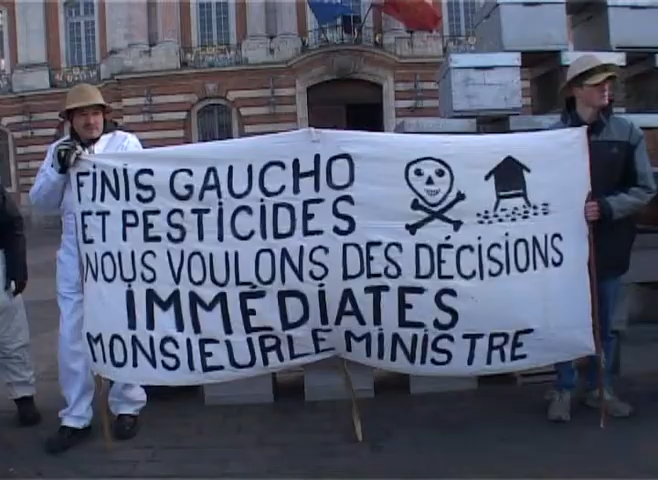 FINIS GAUCHO
ET PESTICIDES
NOUS VOULONS DES DÉCISIONS
IMMÉDIATES
MONSIEUR LE MINISTRE